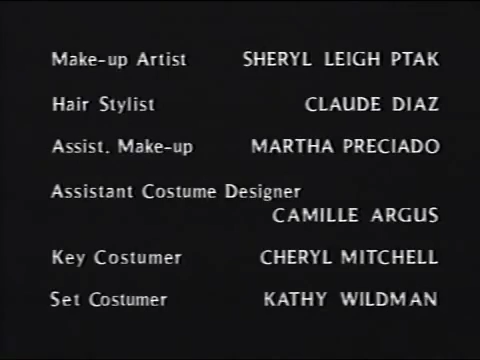 Make-up Artist SHERYL LEIGH PTAK
Hair Stylist CLAUDE DIAZ
Assist. Make-up MARTHA PRECIADO
Assistant Costume Designer
CAMILLE ARGUS
Key Costumer CHERYL MITCHELL
Set Costumer KATHY WILDMAN